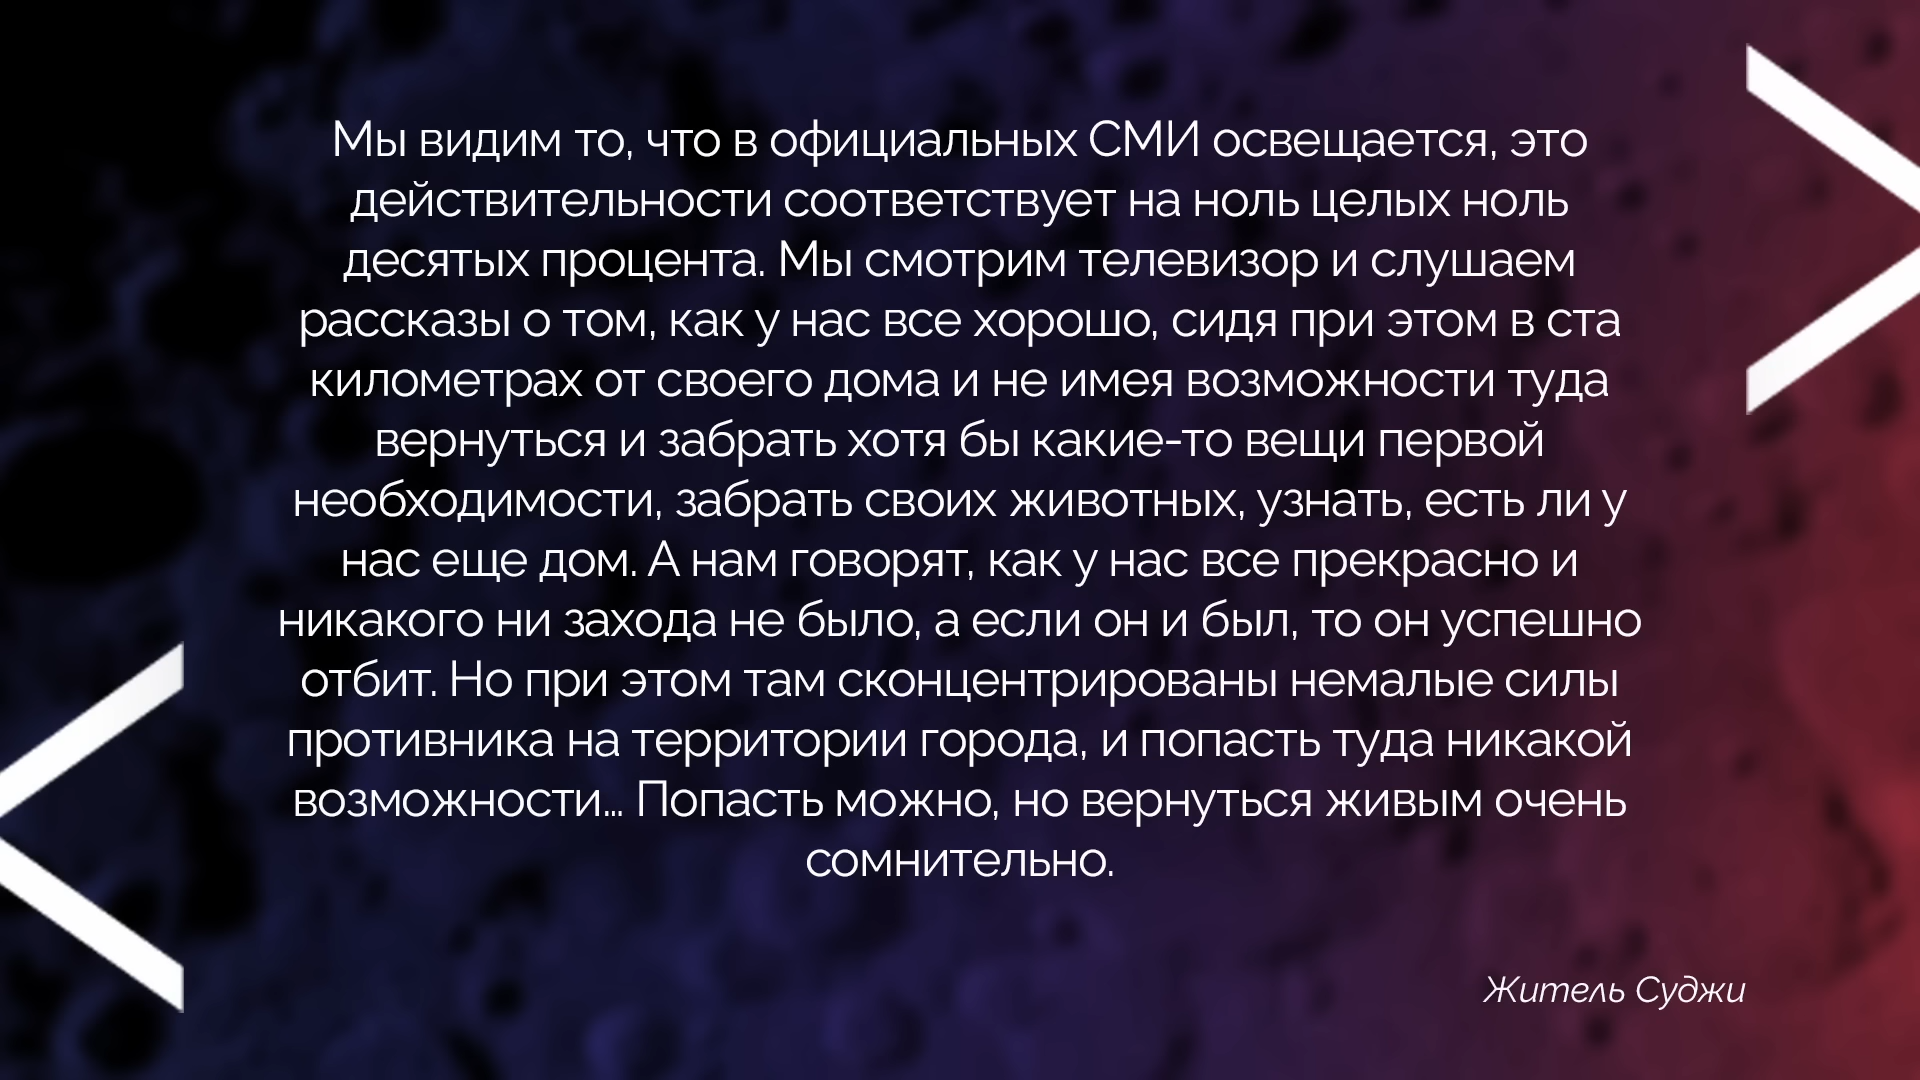 Мы видим то, что в официальных СМИ освещается, это
действительности соответствует на ноль целых ноль
десятых процента. Мы смотрим телевизор и слушаем
рассказы о том, как у нас все хорошо, сидя при этом в ста
километрах от своего дома и не имея возможности туда
вернуться и забрать хотя бы какие-то вещи первой
необходимости, забрать своих животных, узнать, есть ли у
нас еще дом. А нам говорят, как у нас все прекрасно и
никакого ни захода не было, а если он и был, то он успешно
отбит. Но при этом там сконцентрированы немалые силы
противника на территории города, и попасть туда никакой
возможности... Попасть можно, но вернуться живым очень
сомнительно.
Житель Суджи